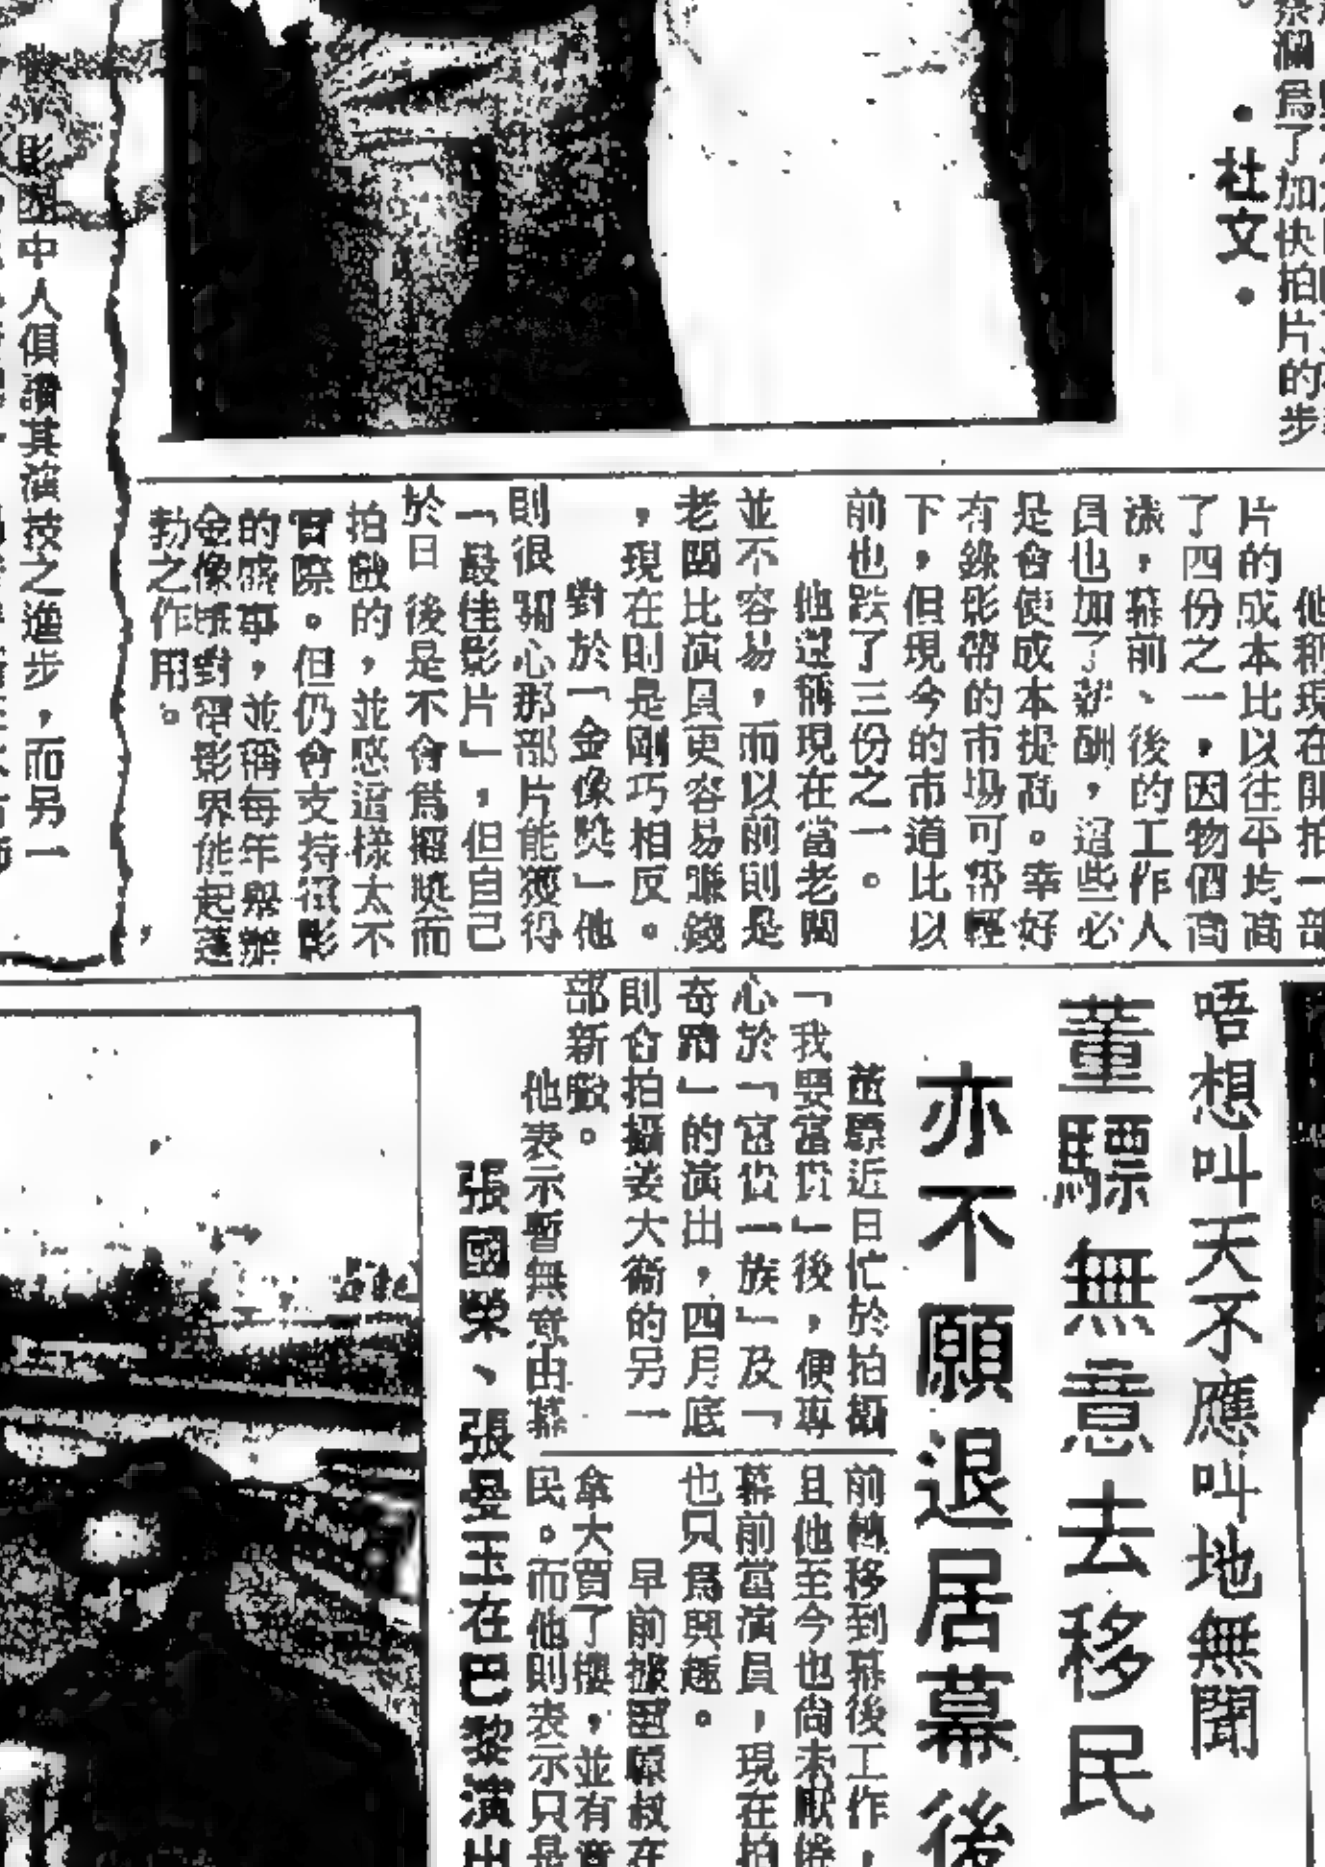 ・杜文・
為了加快拍片的步
他稱現在開拍一部
片的成本比以往平均高
了四份之一，因物價高
漲，幕前、後的工作人
員也加了薪酬，這些必
是會使成本提高。幸好
有錄影帶的市場可帶輕
下，但現今的市道比以
前也跌了三份之一。
他還稱現在當老闆
並不容易，而以前則是
老闆比演員更容易賺錢
，現在則是剛巧相反。
對於「金像獎」他
則很關心那部片能獲得
「最佳影片」，但自己
於日後是不會為獲獎而
拍戲的，並感這樣太不
實際。但仍會支持電影
的盛事，並稱每年舉辦
金像獎對電影界能起蓬
勃之作用。
影圈中人俱讚其演技之進步，而另一
唔想叫天不應叫地無聞
董驃無意去移民
亦不願退居幕後
董驃近日忙於拍攝
「我要富貴」後，便專
心於「富貴一族」及「
奇蹟」的演出，四月底
則會拍攝姜大衛的另一
部新戲。
他表示暫無意由幕
前轉移到幕後工作，
且他至今也尚未厭倦
幕前當演員，現在拍
也只為興趣。
早前據聞驃叔在
拿大買了樓，並有意
民。而他則表示只是
張國榮、張曼玉在巴黎演出